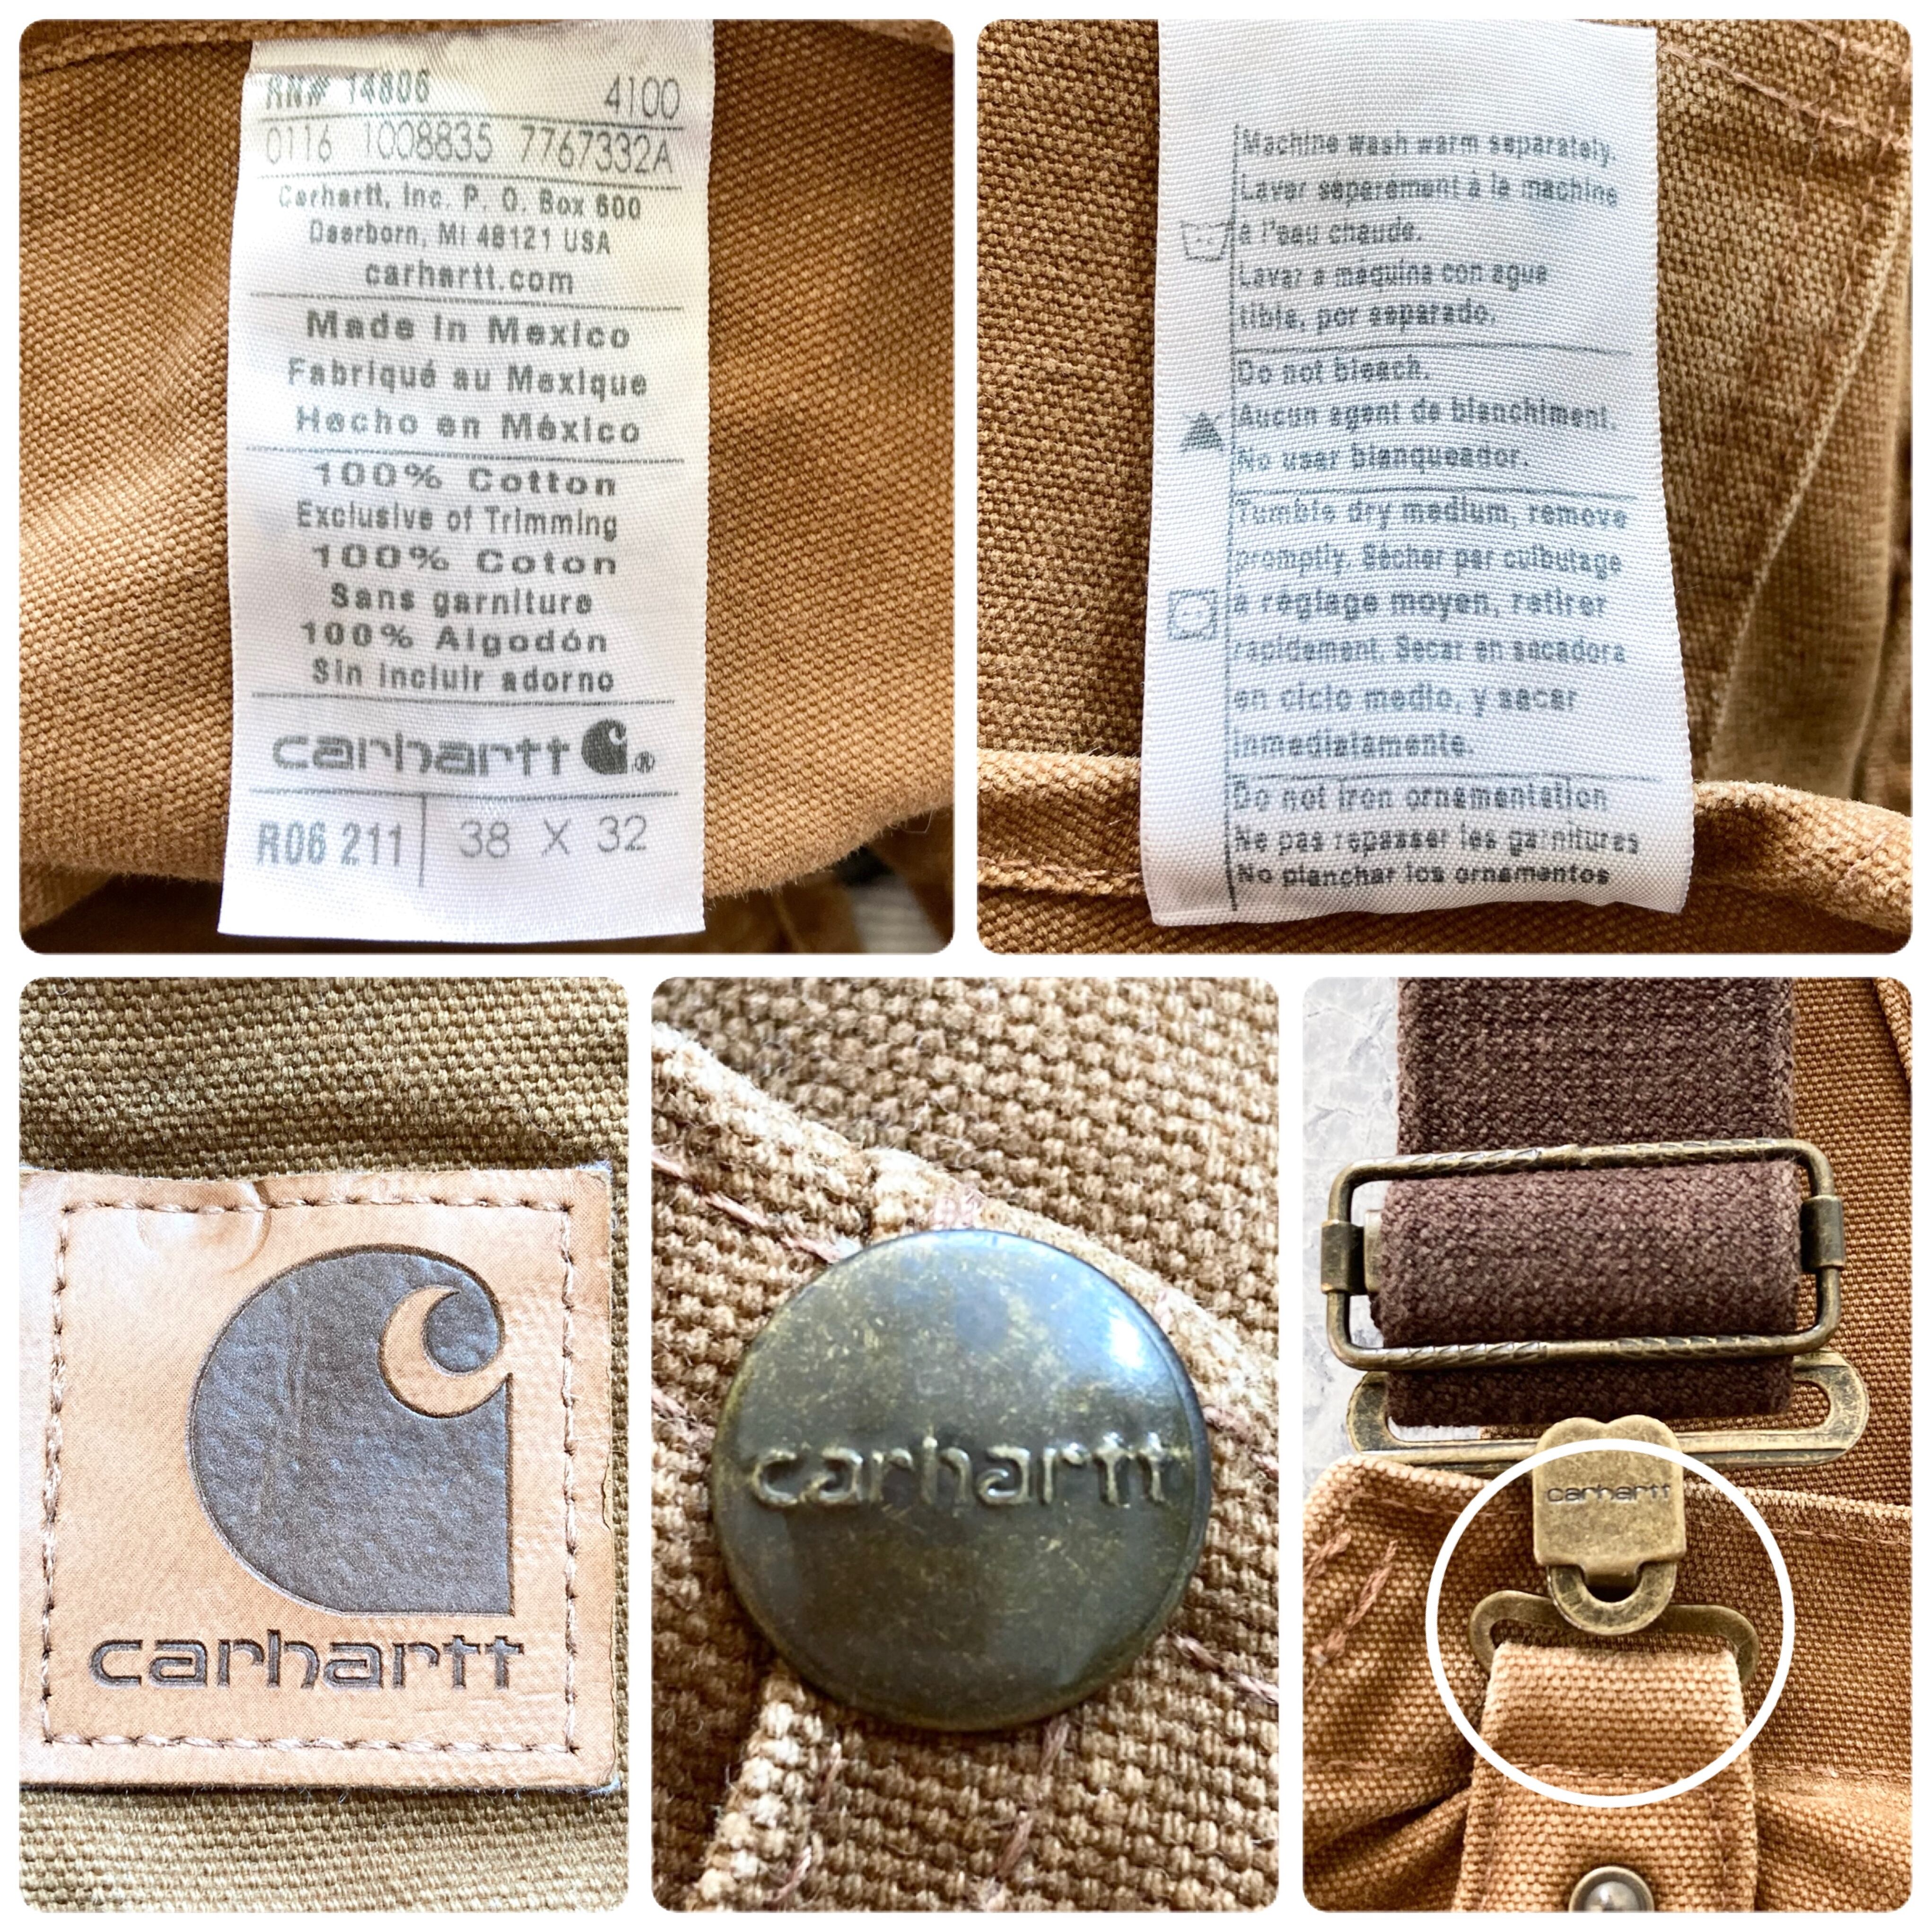 RN# 14806 4100
0116 1008835 7767332A
Carhartt, Inc. P. O. Box 600
Dearborn, MI 48121 USA
carhartt.com
Made in Mexico
Fabriqué au Mexique
Hecho en México
100% Cotton
Exclusive of Trimming
100% Coton
Sans garniture
100% Algodón
Sin incluir adorno
carhartt ®
R06 211 38 X 32
Machine wash warm separately.
Laver séparément à la machine
à l'eau chaude.
Lavar a máquina con agua
tibia, por separado.
Do not bleach.
Aucun agent de blanchiment.
No usar blanqueador.
Tumble dry medium, remove
promptly. Sécher par culbutage
à réglage moyen, retirer
rapidement. Secar en secadora
en ciclo medio, y sacar
inmediatamente.
Do not iron ornamentation
Ne pas repasser les garnitures
No planchar los ornamentos
carhartt
carhartt
carhartt